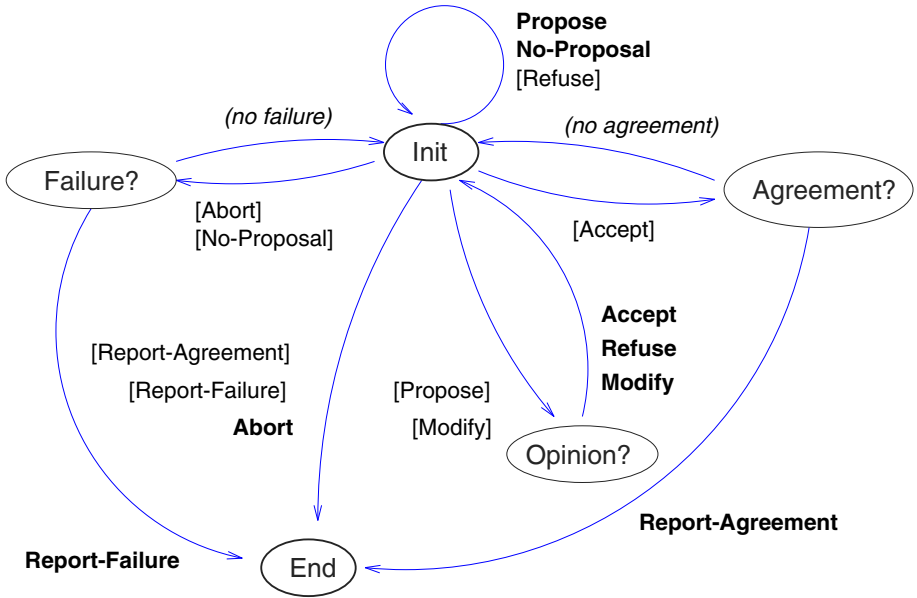 Propose
No-Proposal
[Refuse]
(no failure)
(no agreement)
Init
Failure?
Agreement?
[Abort]
[No-Proposal]
[Accept]
Accept
Refuse
Modify
[Report-Agreement]
[Report-Failure]
Abort
[Propose]
[Modify]
Opinion?
Report-Agreement
Report-Failure
End